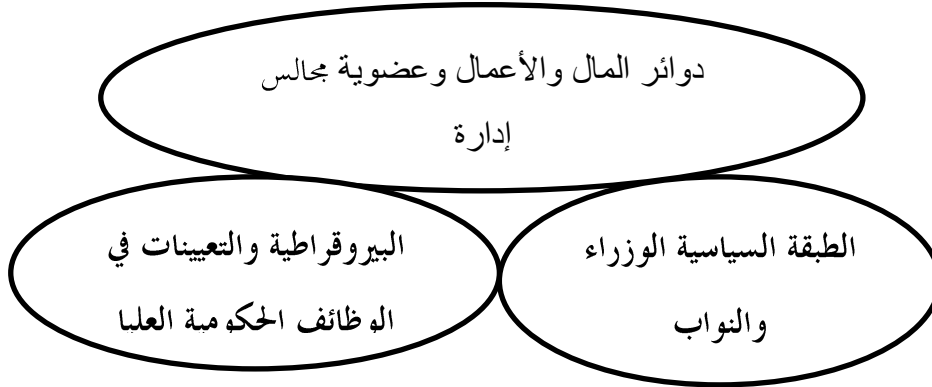 دوائر المال والأعمال وعضوية مجالس
إدارة
البيروقراطية والتعيينات في
الوظائف الحكومية العليا
الطبقة السياسية الوزراء
والنواب